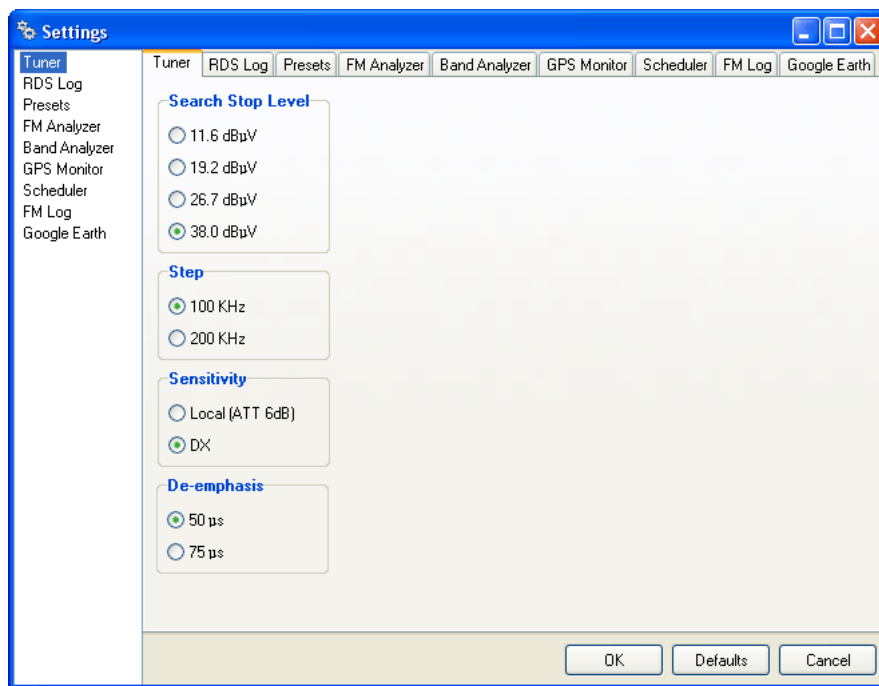 Settings
Tuner
RDS Log
Presets
FM Analyzer
Band Analyzer
GPS Monitor
Scheduler
FM Log
Google Earth
Tuner RDS Log Presets FM Analyzer Band Analyzer GPS Monitor Scheduler FM Log Google Earth
Search Stop Level
11.6 dBµV
19.2 dBµV
26.7 dBµV
38.0 dBµV
Step
100 KHz
200 KHz
Sensitivity
Local (ATT 6dB)
DX
De-emphasis
50 µs
75 µs
OK Defaults Cancel